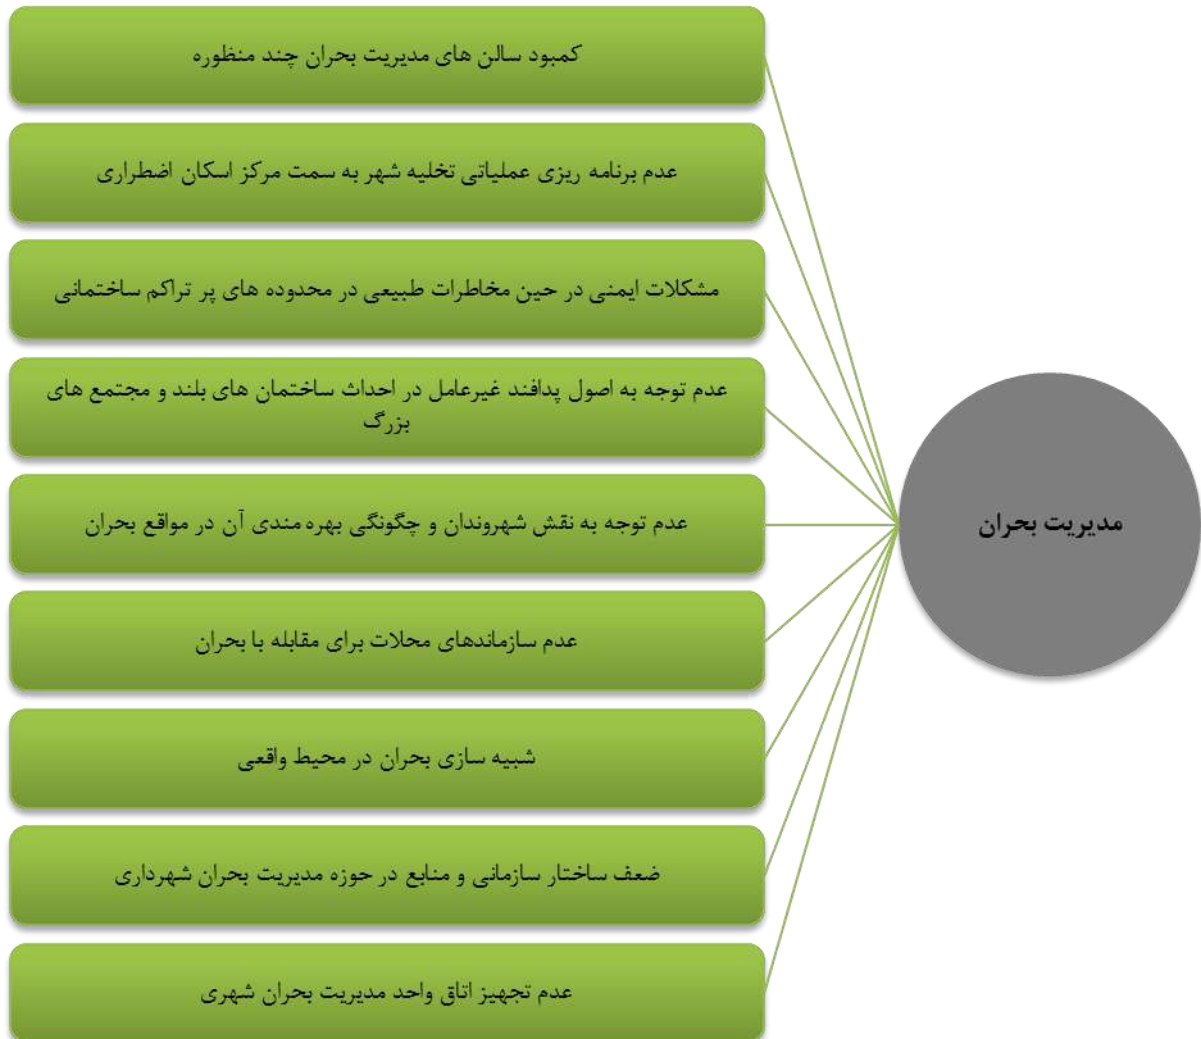 کمبود سالن های مدیریت بحران چند منظوره
عدم برنامه ریزی عملیاتی تخلیه شهر به سمت مرکز اسکان اضطراری
مشکلات ایمنی در حین مخاطرات طبیعی در محدوده های پر تراکم ساختمانی
عدم توجه به اصول پدافند غیرعامل در احداث ساختمان های بلند و مجتمع های
بزرگ
عدم توجه به نقش شهروندان و چگونگی بهره مندی آن در مواقع بحران
عدم سازماندهای محلات برای مقابله با بحران
شبیه سازی بحران در محیط واقعی
ضعف ساختار سازمانی و منابع در حوزه مدیریت بحران شهرداری
عدم تجهیز اتاق واحد مدیریت بحران شهری
مدیریت بحران